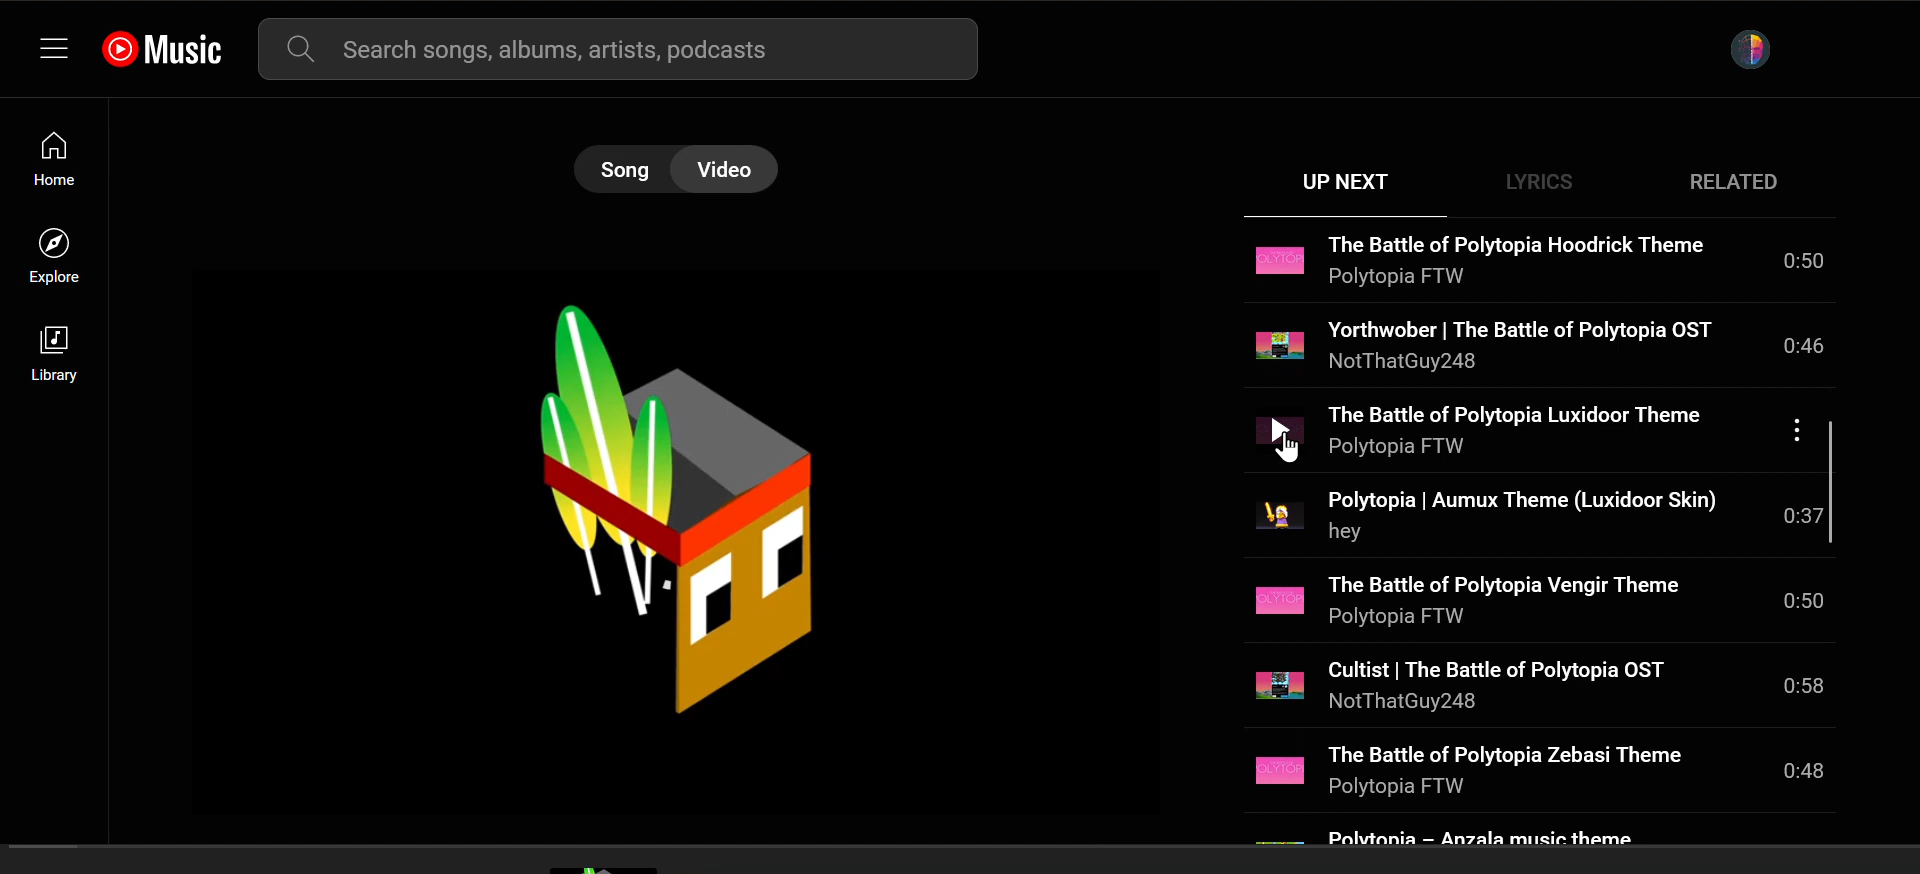 Music
Search songs, albums, artists, podcasts
Home
Explore
Library
Song Video
UP NEXT LYRICS RELATED
The Battle of Polytopia Hoodrick Theme
Polytopia FTW
0:50
Yorthwober | The Battle of Polytopia OST
NotThatGuy248
0:46
The Battle of Polytopia Luxidoor Theme
Polytopia FTW
Polytopia | Aumux Theme (Luxidoor Skin)
hey
0:37
The Battle of Polytopia Vengir Theme
Polytopia FTW
0:50
Cultist | The Battle of Polytopia OST
NotThatGuy248
0:58
The Battle of Polytopia Zebasi Theme
Polytopia FTW
0:48
Polytopia – Anzala music theme